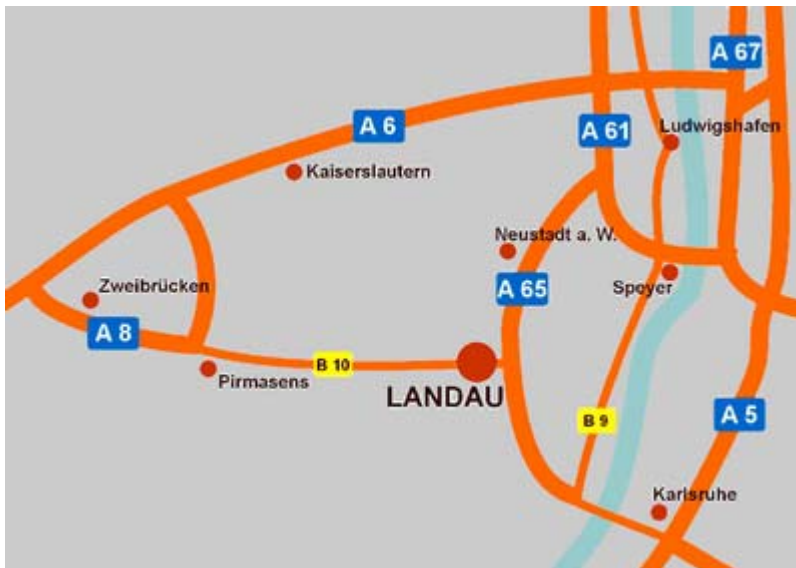 A 67
A 6
A 61
Ludwigshafen
Kaiserslautern
Neustadt a. W.
Zweibrücken
A 65
Speyer
A 8
B 10
Pirmasens
LANDAU
A 5
B 9
Karlsruhe